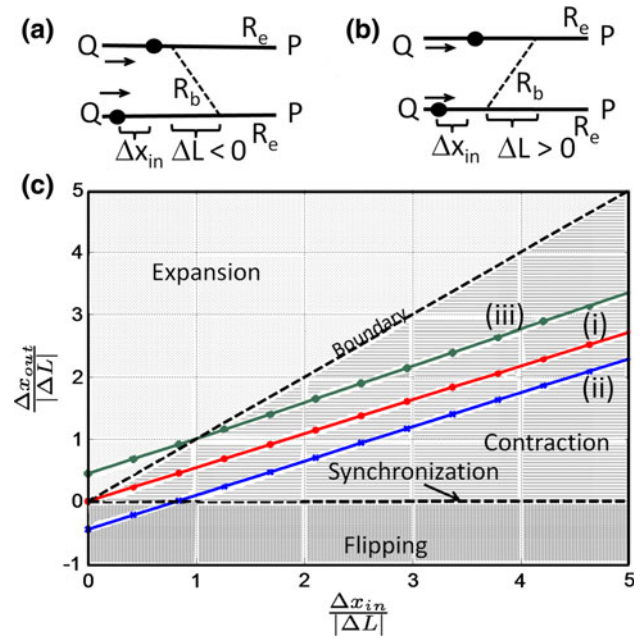 (a)
Q P
R_e
R_b
Q P
R_e
Δx_in ΔL < 0
(b)
Q P
R_e
R_b
Q P
R_e
Δx_in ΔL > 0
(c)
5
4
3
2
1
0
-1
Δx_out
|ΔL|
Expansion
Boundary
(iii)
(i)
(ii)
Contraction
Synchronization
Flipping
0 1 2 3 4 5
Δx_in
|ΔL|